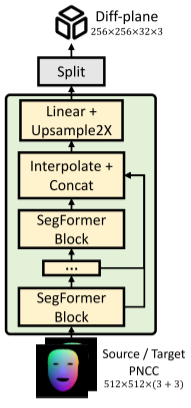 Diff-plane
256×256×32×3
Split
Linear +
Upsample2X
Interpolate +
Concat
SegFormer
Block
...
SegFormer
Block
Source / Target
PNCC
512×512×(3 + 3)